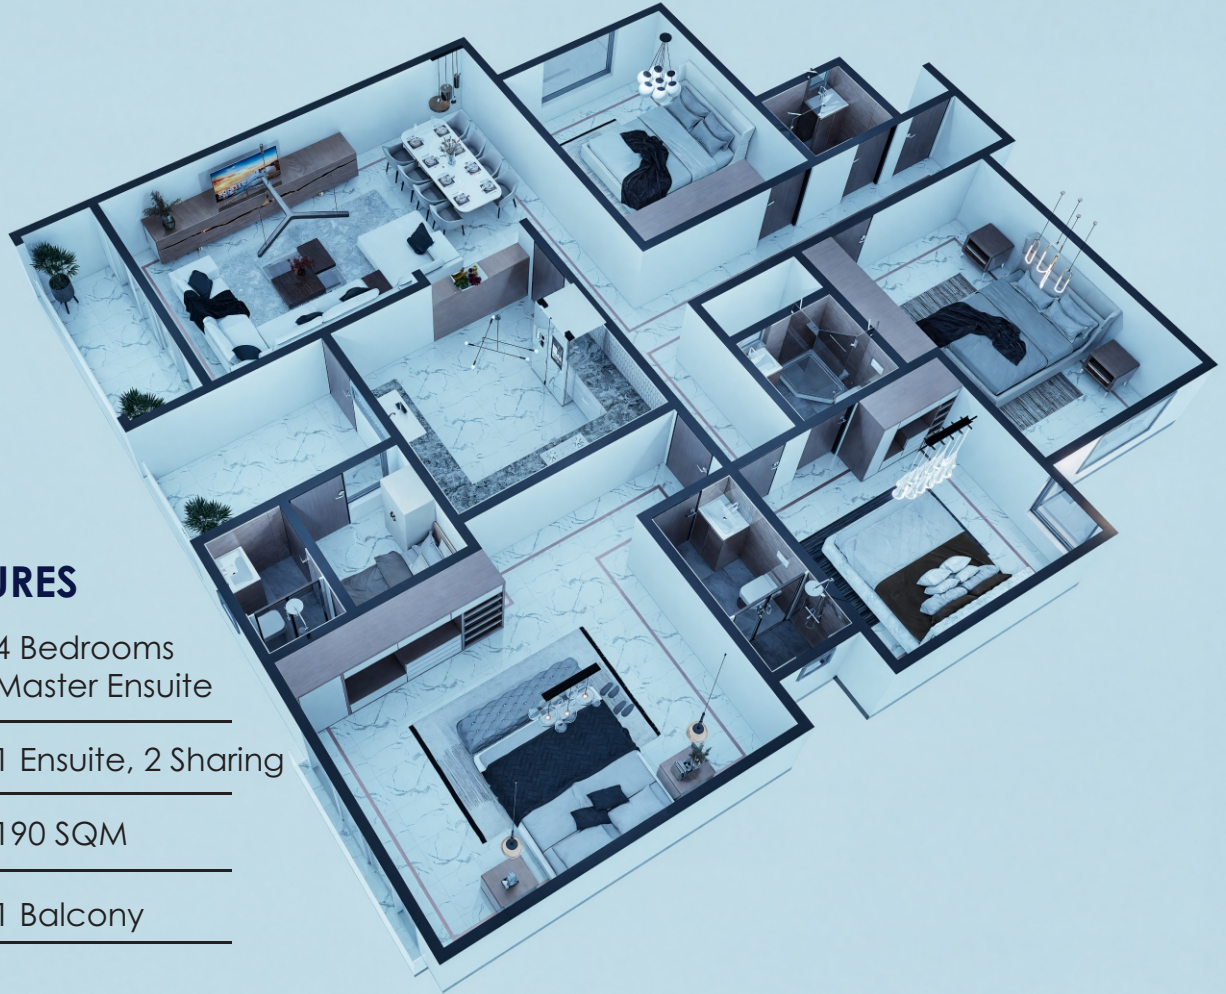 URES
4 Bedrooms
Master Ensuite
1 Ensuite, 2 Sharing
190 SQM
1 Balcony